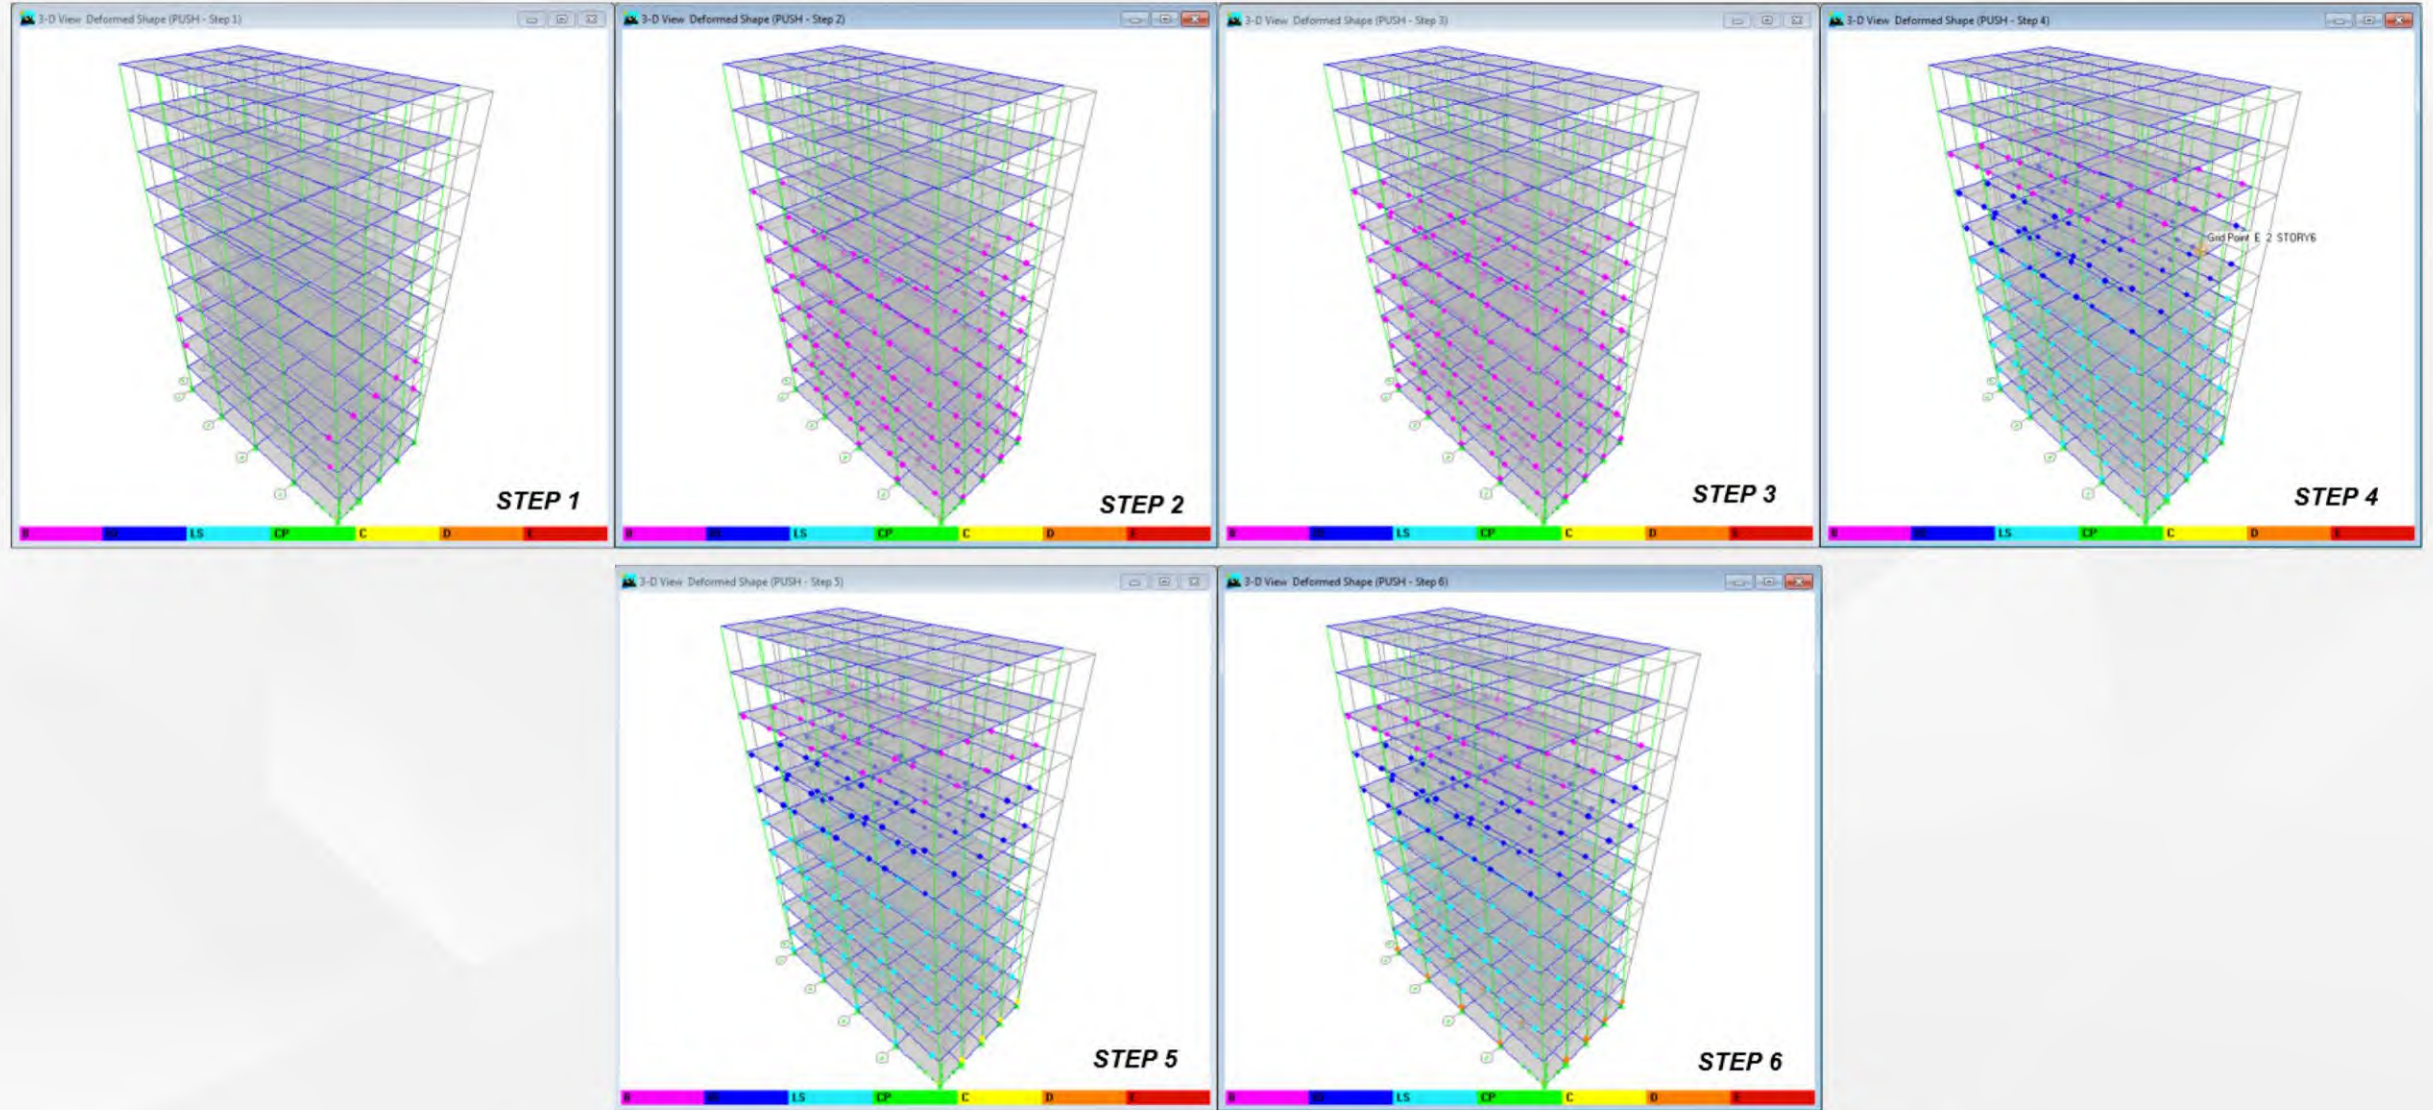 3-D View Deformed Shape (PUSH - Step 1)
3-D View Deformed Shape (PUSH - Step 2)
3-D View Deformed Shape (PUSH - Step 3)
3-D View Deformed Shape (PUSH - Step 4)
Grid Point E 2 STORY6
STEP 1
STEP 2
STEP 3
STEP 4
B IO LS CP C D E
B IO LS CP C D E
B IO LS CP C D E
B IO LS CP C D E
3-D View Deformed Shape (PUSH - Step 5)
3-D View Deformed Shape (PUSH - Step 6)
STEP 5
STEP 6
B IO LS CP C D E
B IO LS CP C D E